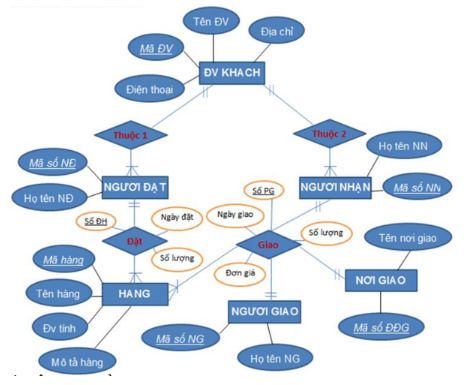 Tên ĐV
Mã ĐV
Địa chỉ
Điện thoại
ĐV KHACH
Thuộc 1
Thuộc 2
Họ tên NN
Mã số NĐ
Họ tên NĐ
NGƯƠI ĐẶT
NGƯƠI NHẬN
Mã số NN
Số PG
Số ĐH
Ngày đặt
Ngày giao
Số lượng
Tên nơi giao
Đặt
Giao
Mã hàng
Số lượng
Đơn giá
Tên hàng
HANG
NƠI GIAO
Đv tính
NGƯƠI GIAO
Mã số NG
Mã số ĐĐG
Mô tả hàng
Họ tên NG